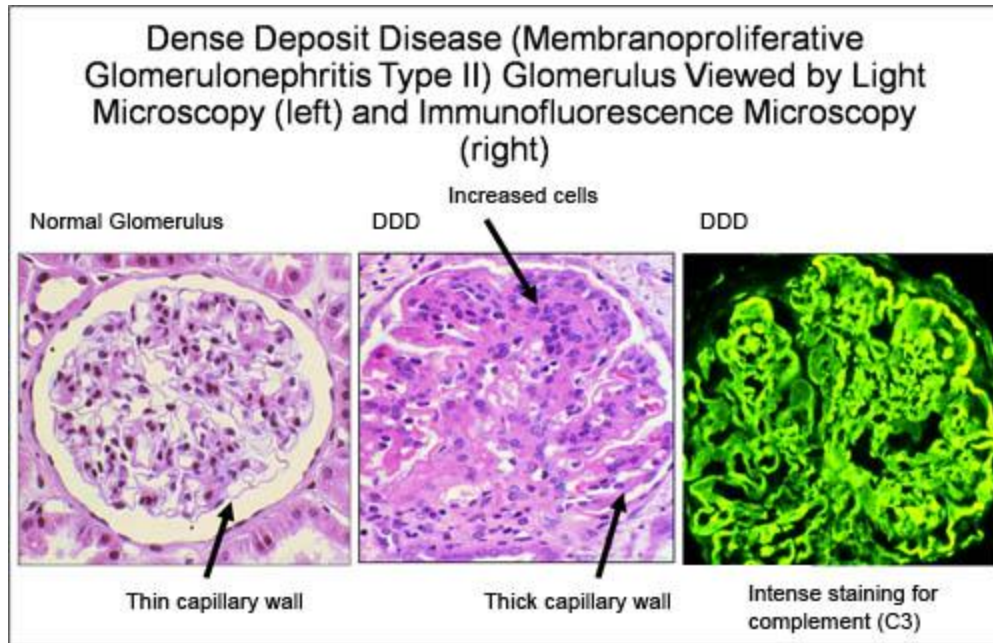 Dense Deposit Disease (Membranoproliferative
Glomerulonephritis Type II) Glomerulus Viewed by Light
Microscopy (left) and Immunofluorescence Microscopy
(right)
Increased cells
Normal Glomerulus
DDD
DDD
Thin capillary wall
Thick capillary wall
Intense staining for
complement (C3)